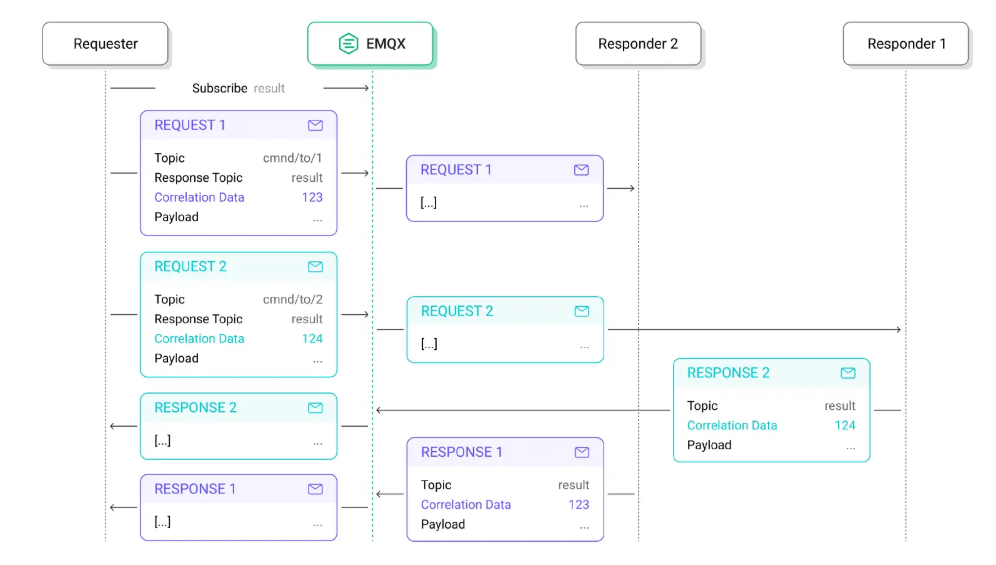 Requester
EMQX
Responder 2
Responder 1
Subscribe result
REQUEST 1
Topic cmnd/to/1
Response Topic result
Correlation Data 123
Payload ...
REQUEST 1
[...] ...
REQUEST 2
Topic cmnd/to/2
Response Topic result
Correlation Data 124
Payload ...
REQUEST 2
[...] ...
RESPONSE 2
Topic result
Correlation Data 124
Payload ...
RESPONSE 2
[...] ...
RESPONSE 1
Topic result
Correlation Data 123
Payload ...
RESPONSE 1
[...] ...